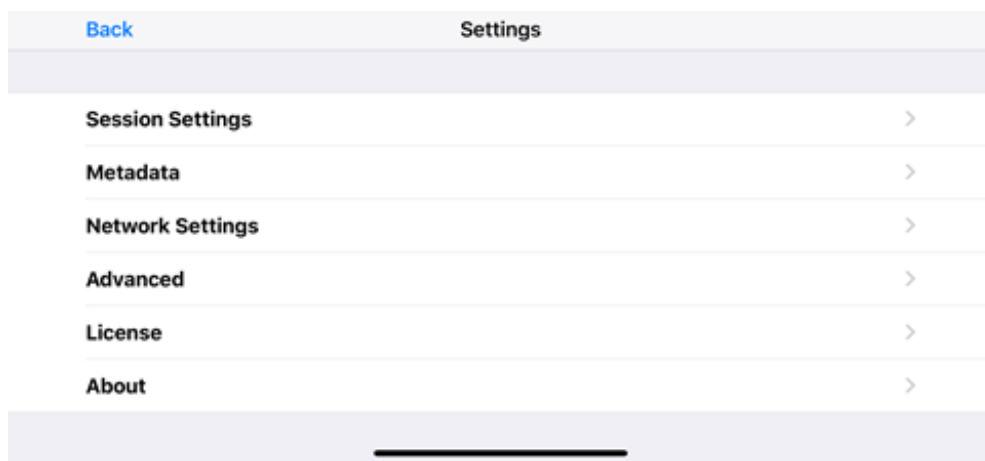 Back
Settings
Session Settings
Metadata
Network Settings
Advanced
License
About